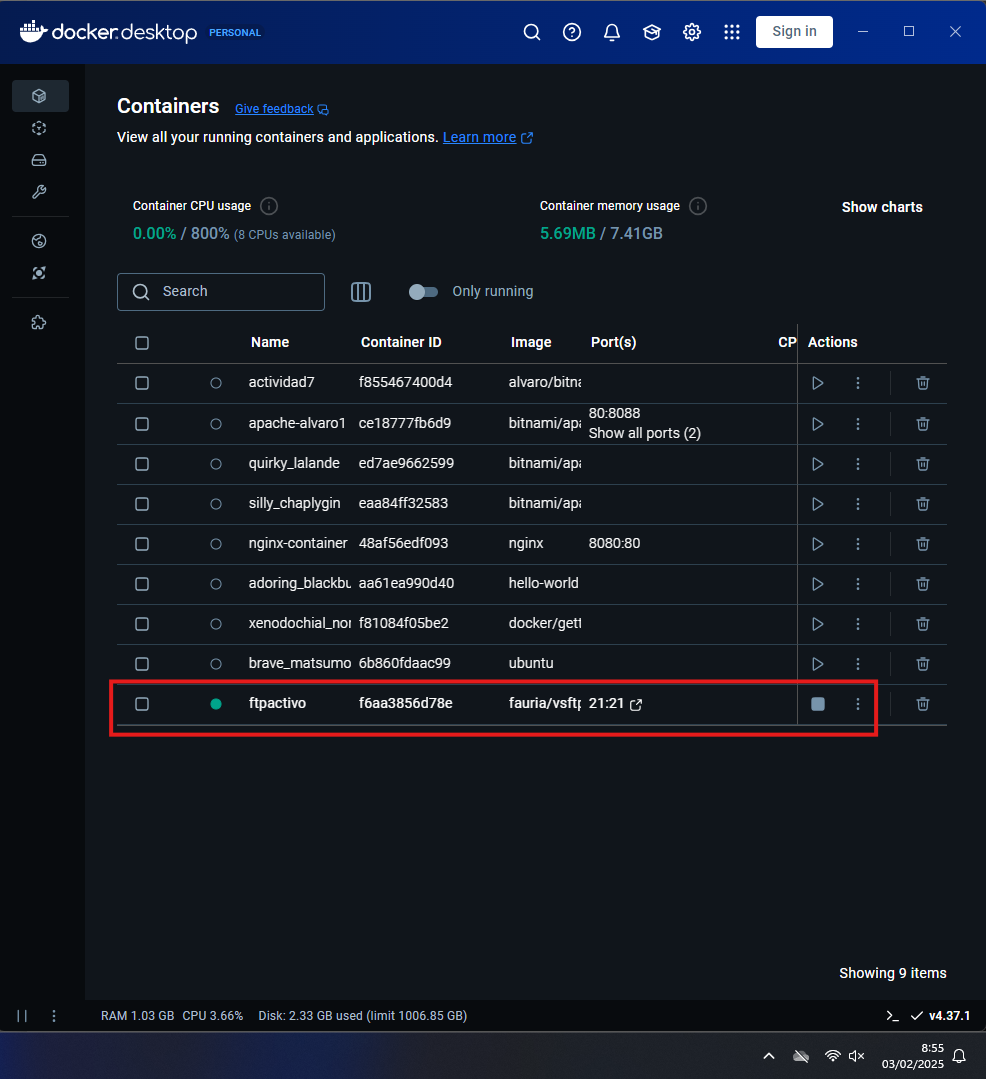 docker.desktop PERSONAL Sign in
Containers Give feedback
View all your running containers and applications. Learn more
Container CPU usage Container memory usage Show charts
0.00% / 800% (8 CPUs available) 5.69MB / 7.41GB
Search Only running
Name Container ID Image Port(s) CP Actions
actividad7 f855467400d4 alvaro/bitna
apache-alvaro1 ce18777fb6d9 bitnami/apa 80:8088
Show all ports (2)
quirky_lalande ed7ae9662599 bitnami/apa
silly_chaplygin eaa84ff32583 bitnami/apa
nginx-container 48af56edf093 nginx 8080:80
adoring_blackbu aa61ea990d40 hello-world
xenodochial_nor f81084f05be2 docker/gett
brave_matsumo 6b860fdaac99 ubuntu
ftpactivo f6aa3856d78e fauria/vsftp 21:21
Showing 9 items
RAM 1.03 GB CPU 3.66% Disk: 2.33 GB used (limit 1006.85 GB) v4.37.1
8:55
03/02/2025